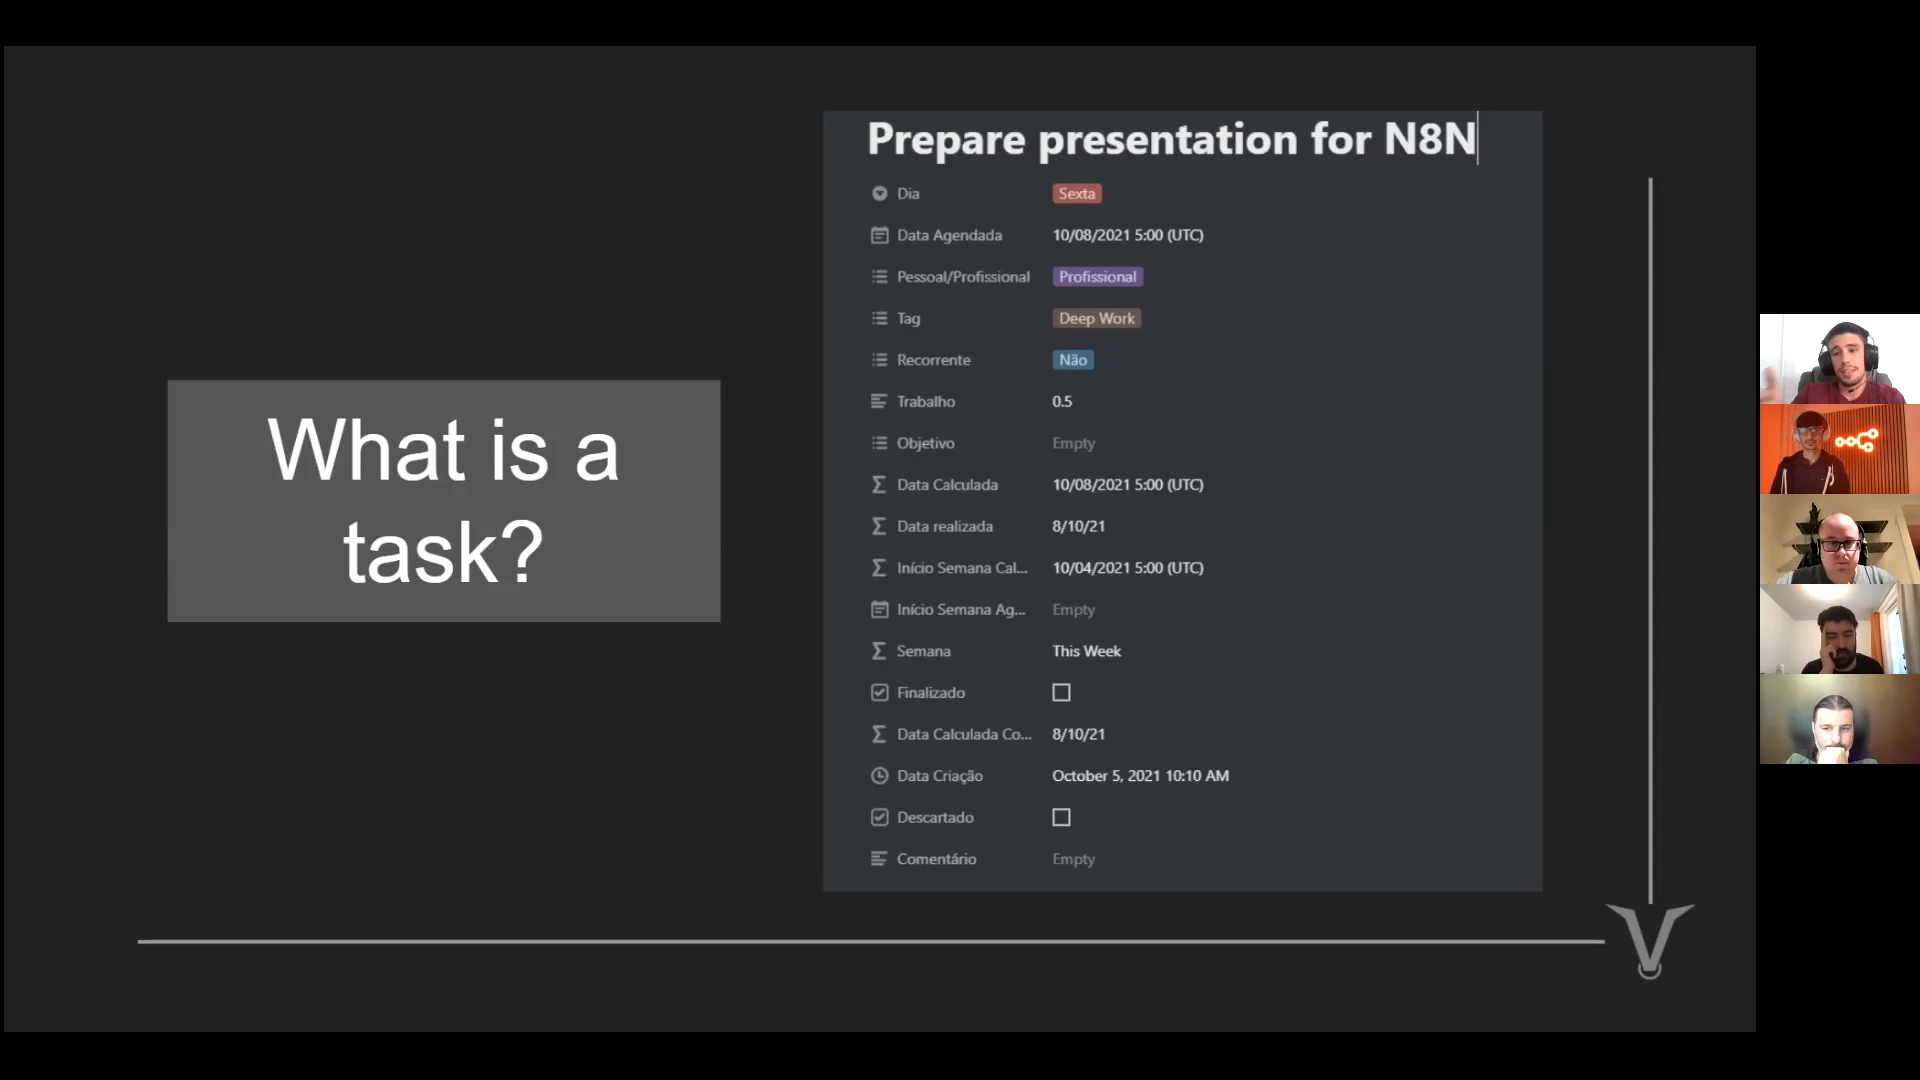 What is a
task?
Prepare presentation for N8N
Dia Sexta
Data Agendada 10/08/2021 5:00 (UTC)
Pessoal/Profissional Profissional
Tag Deep Work
Recorrente Não
Trabalho 0.5
Objetivo Empty
Data Calculada 10/08/2021 5:00 (UTC)
Data realizada 8/10/21
Início Semana Cal... 10/04/2021 5:00 (UTC)
Início Semana Ag... Empty
Semana This Week
Finalizado
Data Calculada Co... 8/10/21
Data Criação October 5, 2021 10:10 AM
Descartado
Comentário Empty